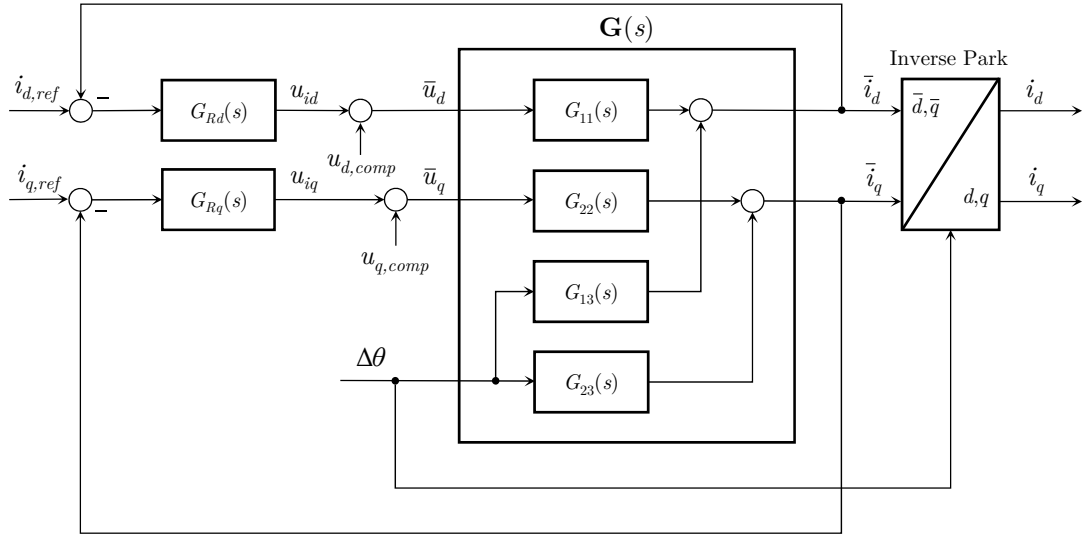 G(s)
Inverse Park
i_{d,ref}
−
G_{Rd}(s)
u_{id}
ū_d
G_{11}(s)
ī_d
d̄,q̄
i_d
u_{d,comp}
i_{q,ref}
−
G_{Rq}(s)
u_{iq}
ū_q
G_{22}(s)
ī_q
d,q
i_q
u_{q,comp}
G_{13}(s)
Δθ
G_{23}(s)